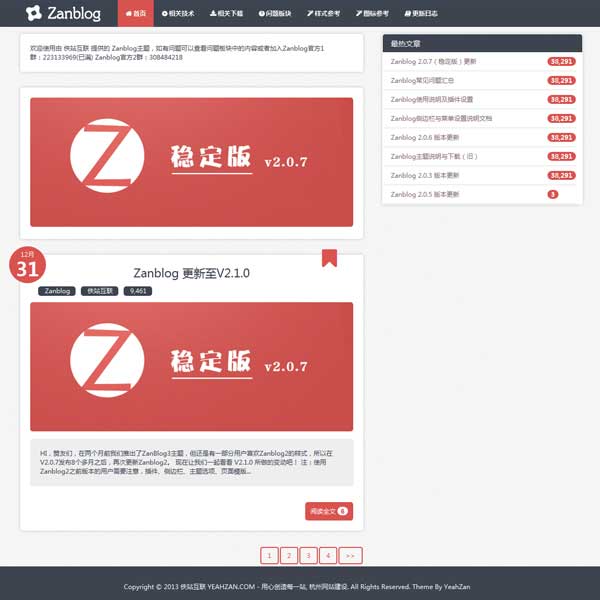 Zanblog 首页 相关技术 相关下载 问题板块 样式参考 图标参考 更新日志
欢迎使用由 佚站互联 提供的 Zanblog主题，如有问题可以查看问题板块中的内容或者加入Zanblog官方1
群：223133969(已满) Zanblog官方2群：308484218
稳定版 v2.0.7
最热文章
Zanblog 2.0.7（稳定版）更新 38,291
Zanblog常见问题汇总 38,291
Zanblog使用说明及插件设置 38,291
Zanblog侧边栏与菜单设置说明文档 38,291
Zanblog 2.0.6 版本更新 38,291
Zanblog主题说明与下载（旧） 38,291
Zanblog 2.0.3 版本更新 38,291
Zanblog 2.0.5 版本更新 3
12月
31
Zanblog 更新至V2.1.0
Zanblog 佚站互联 9,461
稳定版 v2.0.7
HI，赞友们，在两个月前我们推出了ZanBlog3主题，但还是有一部分用户喜欢Zanblog2的样式，所以在
V2.0.7发布8个多月之后，再次更新Zanblog2。 现在让我们一起看看 V2.1.0 所做的变动吧！ 注：使用
Zanblog2之前版本的用户需要注意，插件、侧边栏、主题选项、页面模版...
阅读全文 6
1 2 3 4 >>
Copyright © 2013 佚站互联 YEAHZAN.COM - 用心创造每一站, 杭州网站建设. All Rights Reserved. Theme By YeahZan